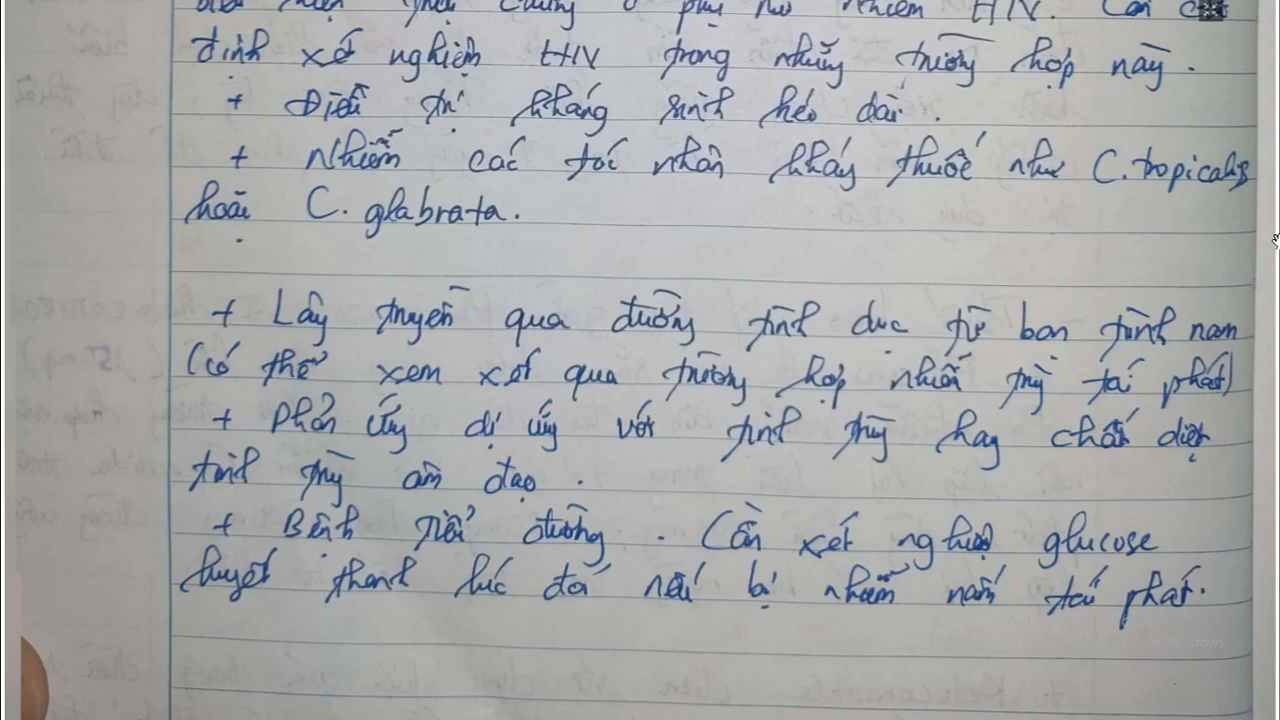 HIV. Cần chỉ
định xét nghiệm HIV trong những trường hợp này.
+ Điều trị kháng sinh kéo dài.
+ Nhiễm các tác nhân kháng thuốc như C. tropicalis
hoặc C. glabrata.
+ Lây truyền qua đường tình dục từ bạn tình nam
(có thể xem xét qua trường hợp nhiễm trùng tái phát)
+ Phản ứng dị ứng với tinh trùng hay chất diệt
tinh trùng âm đạo.
+ Bệnh tiểu đường. Cần xét nghiệm glucose
huyết thanh lúc đói nếu bị nhiễm nấm tái phát.